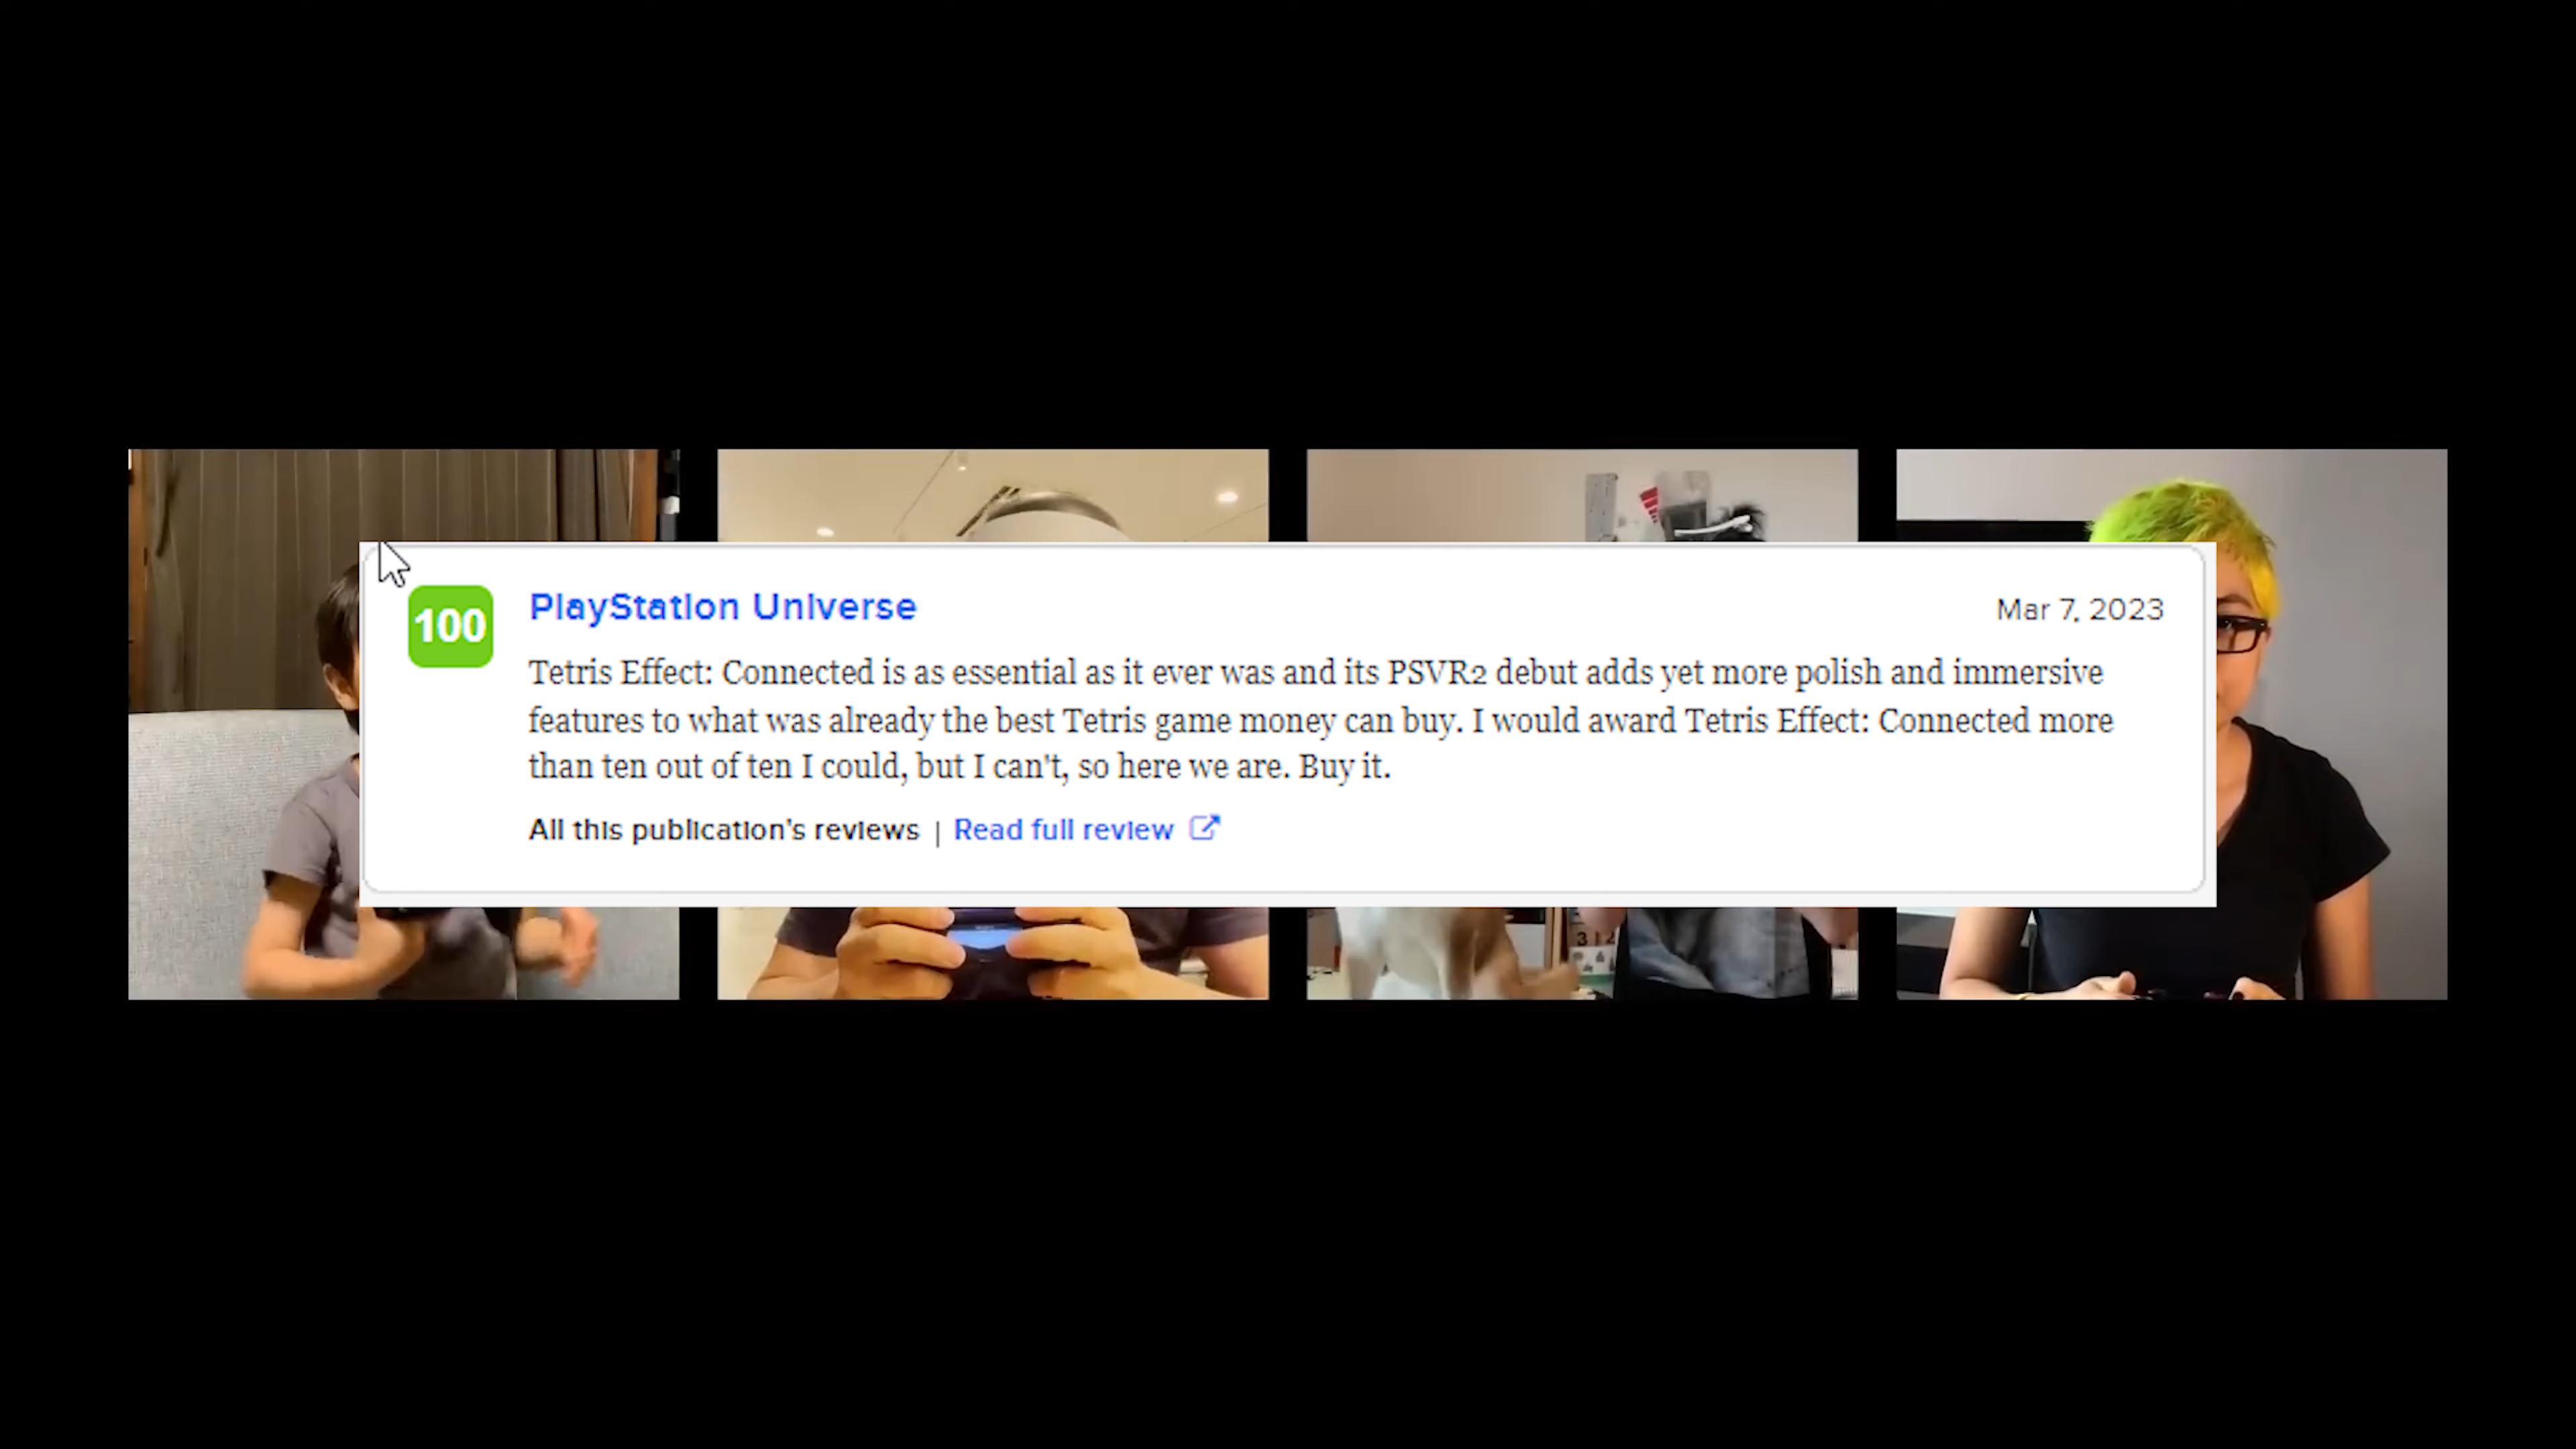 100
PlayStation Universe
Mar 7, 2023
Tetris Effect: Connected is as essential as it ever was and its PSVR2 debut adds yet more polish and immersive
features to what was already the best Tetris game money can buy. I would award Tetris Effect: Connected more
than ten out of ten I could, but I can't, so here we are. Buy it.
All this publication's reviews | Read full review